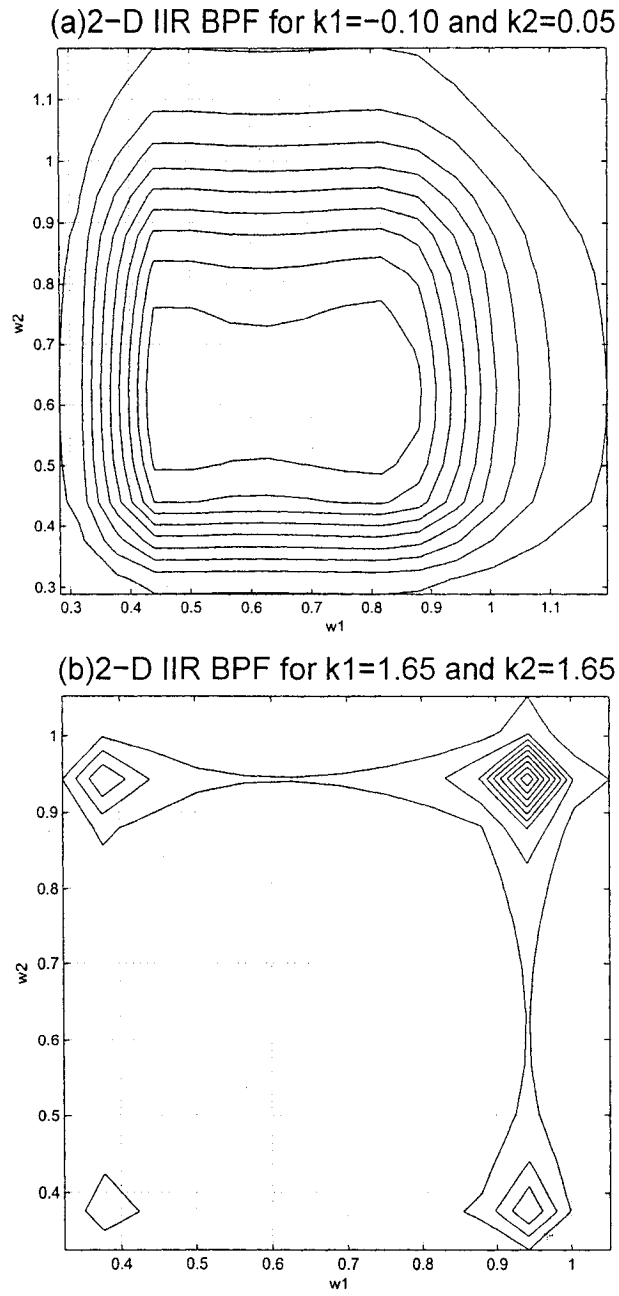 (a)2-D IIR BPF for k1=-0.10 and k2=0.05
1.1
1
0.9
0.8
w2
0.7
0.6
0.5
0.4
0.3
0.3 0.4 0.5 0.6 0.7 0.8 0.9 1 1.1
w1
(b)2-D IIR BPF for k1=1.65 and k2=1.65
1
0.9
0.8
0.7
w2
0.6
0.5
0.4
0.4 0.5 0.6 0.7 0.8 0.9 1
w1